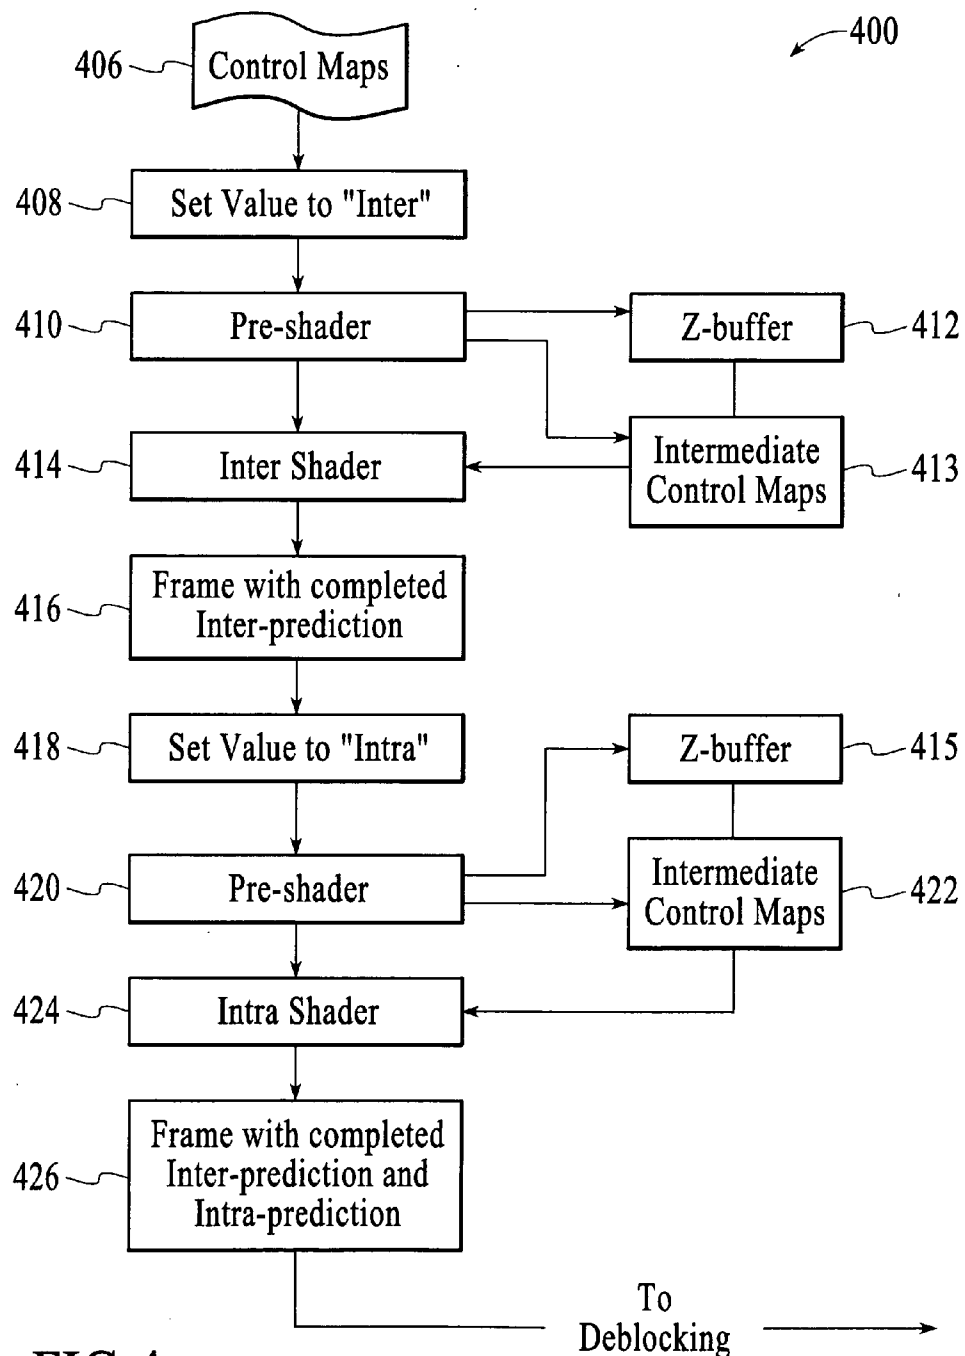 400
406
Control Maps
408
Set Value to "Inter"
410
Pre-shader
Z-buffer
412
414
Inter Shader
Intermediate
Control Maps
413
416
Frame with completed
Inter-prediction
418
Set Value to "Intra"
Z-buffer
415
420
Pre-shader
Intermediate
Control Maps
422
424
Intra Shader
426
Frame with completed
Inter-prediction and
Intra-prediction
To
Deblocking